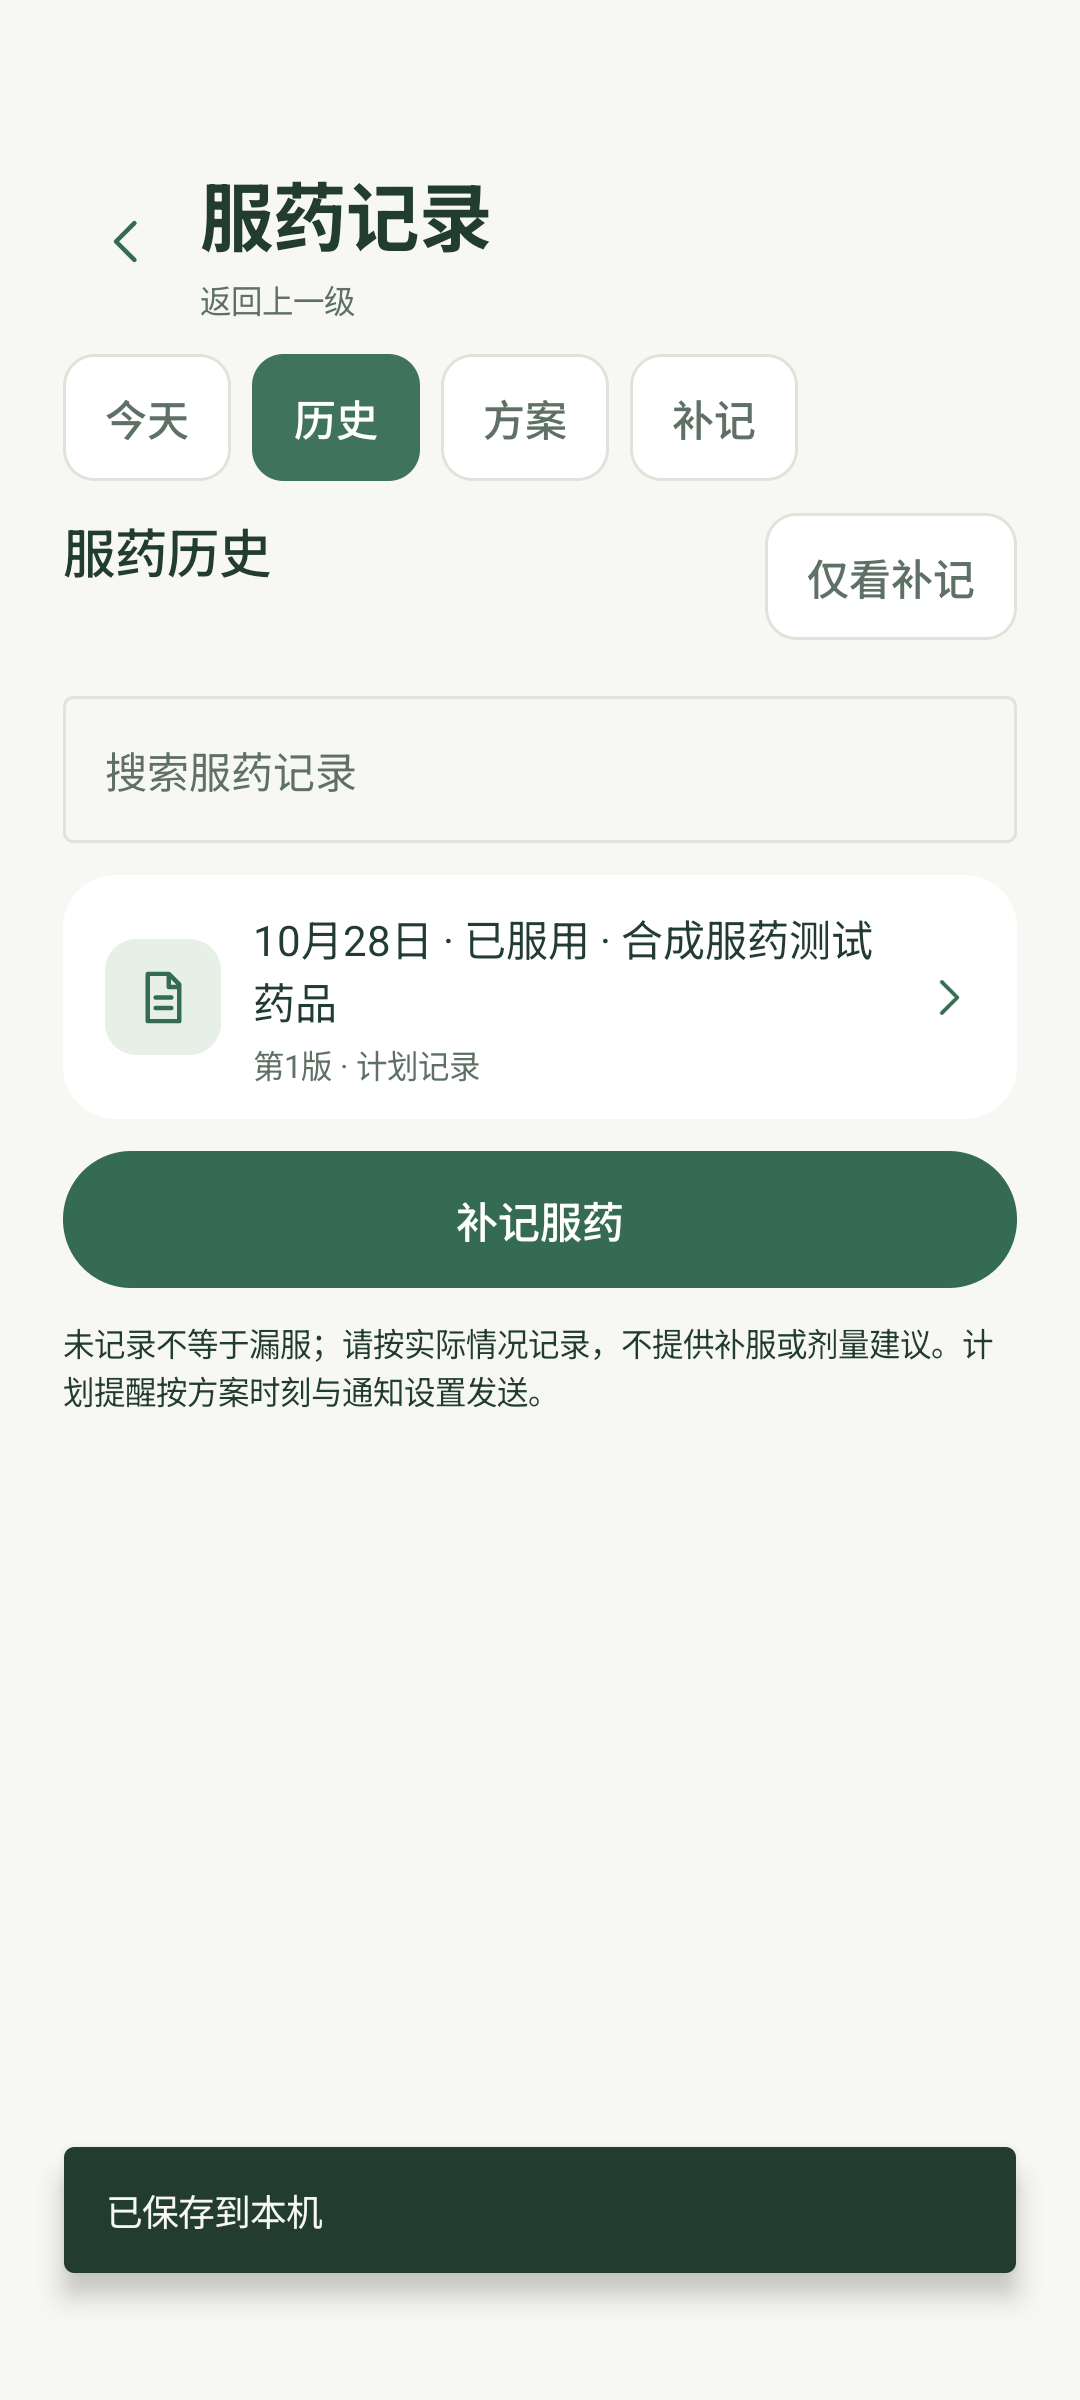 服药记录
返回上一级
今天
历史
方案
补记
服药历史
仅看补记
搜索服药记录
10月28日 · 已服用 · 合成服药测试
药品
第1版 · 计划记录
补记服药
未记录不等于漏服；请按实际情况记录，不提供补服或剂量建议。计
划提醒按方案时刻与通知设置发送。
已保存到本机